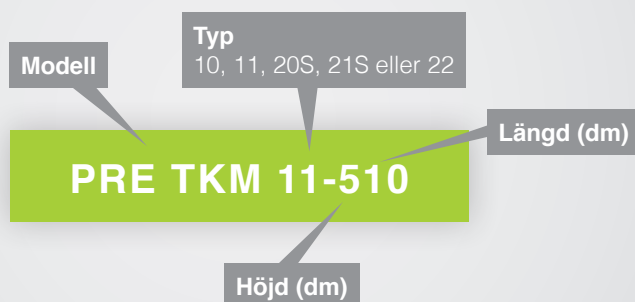 Typ
10, 11, 20S, 21S eller 22
Modell
Längd (dm)
PRE TKM 11-510
Höjd (dm)